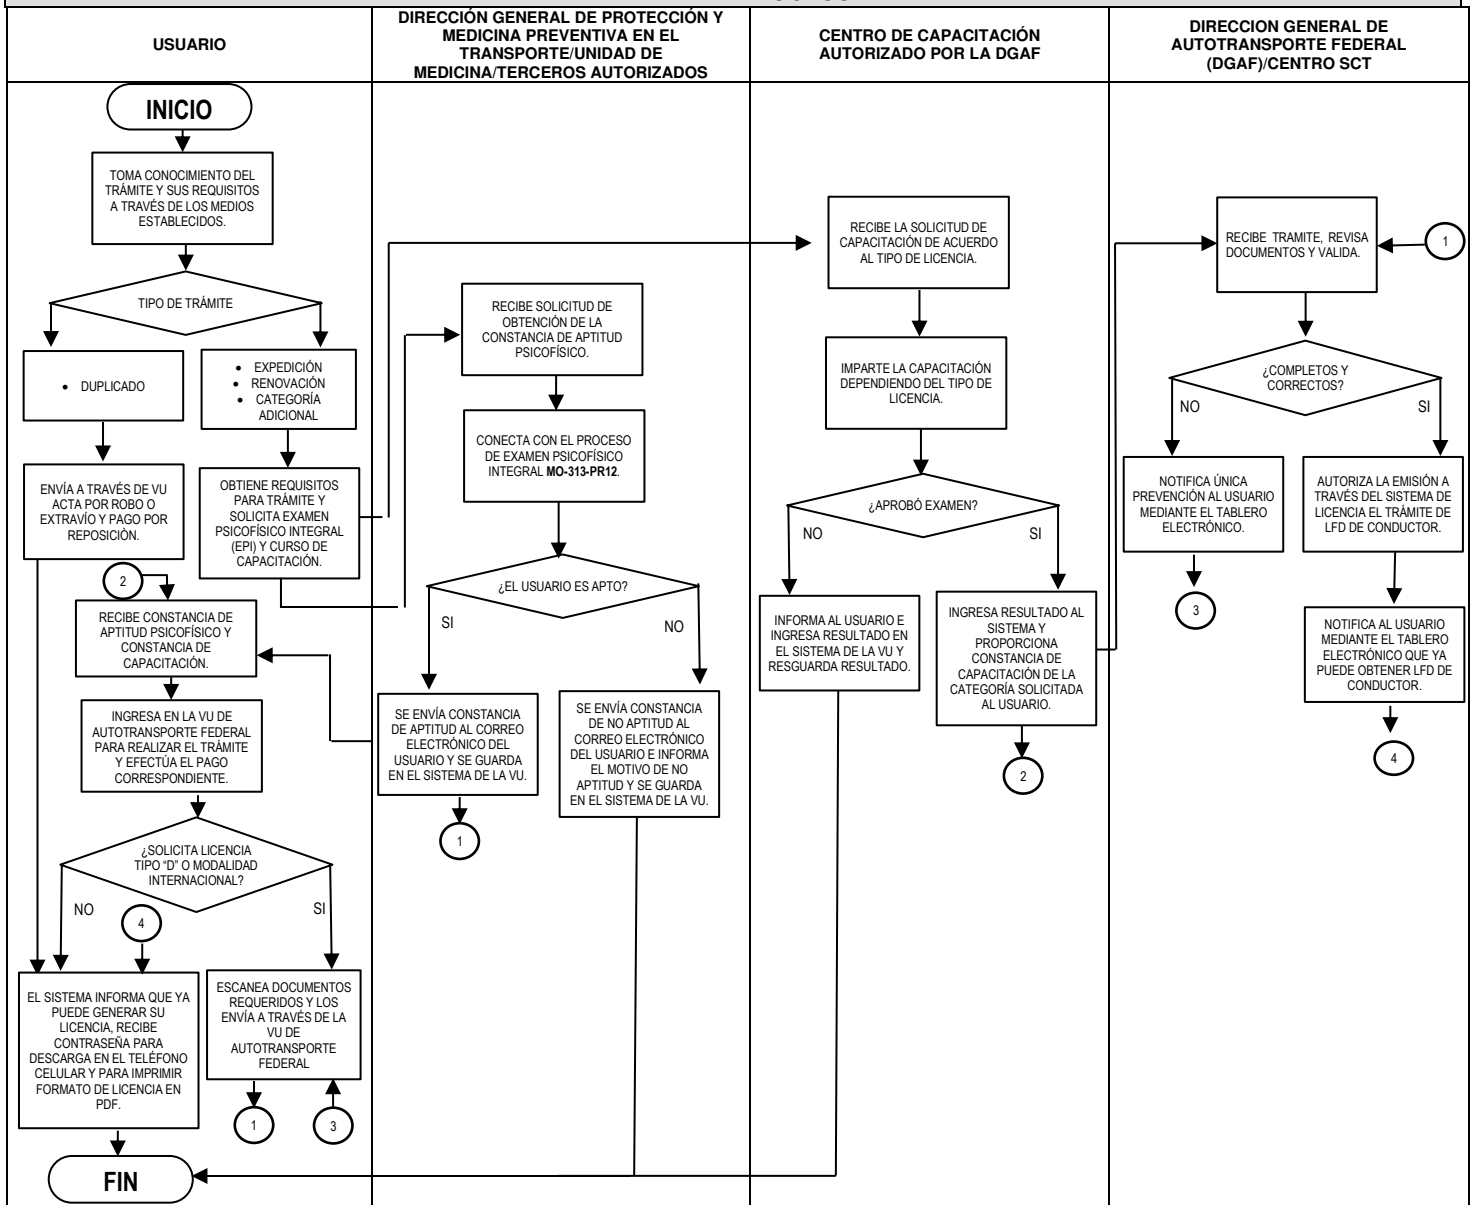 USUARIO
DIRECCIÓN GENERAL DE PROTECCIÓN Y
MEDICINA PREVENTIVA EN EL
TRANSPORTE/UNIDAD DE
MEDICINA/TERCEROS AUTORIZADOS
CENTRO DE CAPACITACIÓN
AUTORIZADO POR LA DGAF
DIRECCION GENERAL DE
AUTOTRANSPORTE FEDERAL
(DGAF)/CENTRO SCT
INICIO
TOMA CONOCIMIENTO DEL
TRÁMITE Y SUS REQUISITOS
A TRAVÉS DE LOS MEDIOS
ESTABLECIDOS.
TIPO DE TRÁMITE
• DUPLICADO
• EXPEDICIÓN
• RENOVACIÓN
• CATEGORÍA
ADICIONAL
ENVÍA A TRAVÉS DE VU
ACTA POR ROBO O
EXTRAVÍO Y PAGO POR
REPOSICIÒN.
OBTIENE REQUISITOS
PARA TRÁMITE Y
SOLICITA EXAMEN
PSICOFÍSICO INTEGRAL
(EPI) Y CURSO DE
CAPACITACIÓN.
2
RECIBE CONSTANCIA DE
APTITUD PSICOFÍSICO Y
CONSTANCIA DE
CAPACITACIÓN.
INGRESA EN LA VU DE
AUTOTRANSPORTE FEDERAL
PARA REALIZAR EL TRÁMITE
Y EFECTÚA EL PAGO
CORRESPONDIENTE.
¿SOLICITA LICENCIA
TIPO “D” O MODALIDAD
INTERNACIONAL?
NO
SI
4
EL SISTEMA INFORMA QUE YA
PUEDE GENERAR SU
LICENCIA, RECIBE
CONTRASEÑA PARA
DESCARGA EN EL TELÉFONO
CELULAR Y PARA IMPRIMIR
FORMATO DE LICENCIA EN
PDF.
ESCANEA DOCUMENTOS
REQUERIDOS Y LOS
ENVÍA A TRAVÉS DE LA
VU DE
AUTOTRANSPORTE
FEDERAL
1
3
FIN
RECIBE SOLICITUD DE
OBTENCIÓN DE LA
CONSTANCIA DE APTITUD
PSICOFÍSICO.
CONECTA CON EL PROCESO
DE EXAMEN PSICOFÍSICO
INTEGRAL MO-313-PR12.
¿EL USUARIO ES APTO?
SI
NO
SE ENVÍA CONSTANCIA
DE APTITUD AL CORREO
ELECTRÓNICO DEL
USUARIO Y SE GUARDA
EN EL SISTEMA DE LA VU.
SE ENVÍA CONSTANCIA
DE NO APTITUD AL
CORREO ELECTRÓNICO
DEL USUARIO E INFORMA
EL MOTIVO DE NO
APTITUD Y SE GUARDA
EN EL SISTEMA DE LA VU.
1
RECIBE LA SOLICITUD DE
CAPACITACIÓN DE ACUERDO
AL TIPO DE LICENCIA.
IMPARTE LA CAPACITACIÓN
DEPENDIENDO DEL TIPO DE
LICENCIA.
¿APROBÓ EXAMEN?
NO
SI
INFORMA AL USUARIO E
INGRESA RESULTADO EN
EL SISTEMA DE LA VU Y
RESGUARDA RESULTADO.
INGRESA RESULTADO AL
SISTEMA Y
PROPORCIONA
CONSTANCIA DE
CAPACITACIÓN DE LA
CATEGORÍA SOLICITADA
AL USUARIO.
2
RECIBE TRAMITE, REVISA
DOCUMENTOS Y VALIDA.
1
¿COMPLETOS Y
CORRECTOS?
NO
SI
NOTIFICA ÚNICA
PREVENCIÓN AL USUARIO
MEDIANTE EL TABLERO
ELECTRÓNICO.
AUTORIZA LA EMISIÓN A
TRAVÉS DEL SISTEMA DE
LICENCIA EL TRÁMITE DE
LFD DE CONDUCTOR.
3
NOTIFICA AL USUARIO
MEDIANTE EL TABLERO
ELECTRÓNICO QUE YA
PUEDE OBTENER LFD DE
CONDUCTOR.
4